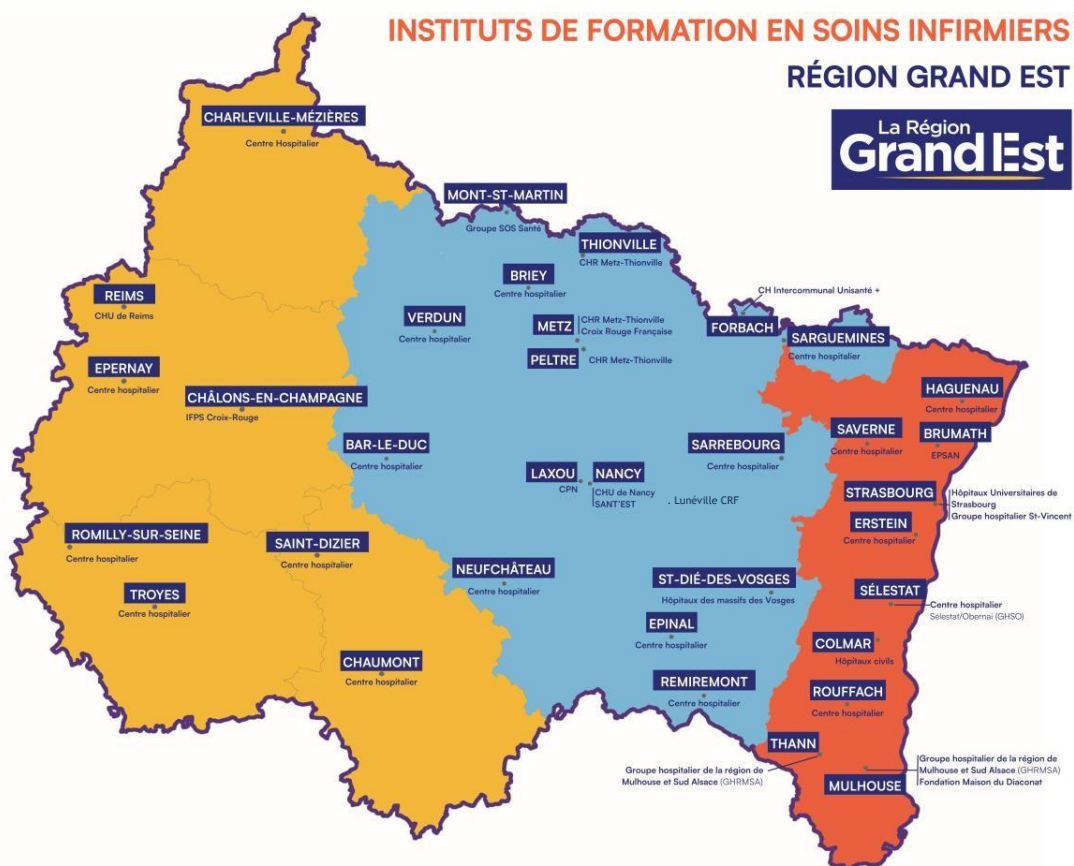 INSTITUTS DE FORMATION EN SOINS INFIRMIERS
RÉGION GRAND EST
La Région
Grand Est
CHARLEVILLE-MÉZIÈRES
Centre Hospitalier
MONT-ST-MARTIN
Groupe SOS Santé
THIONVILLE
CHR Metz-Thionville
BRIEY
Centre hospitalier
REIMS
CHU de Reims
VERDUN
Centre hospitalier
METZ
CHR Metz-Thionville
Croix Rouge Française
PELTRE
CHR Metz-Thionville
CH Intercommunal Unisanté +
FORBACH
SARGUEMINES
Centre hospitalier
EPERNAY
Centre hospitalier
CHÂLONS-EN-CHAMPAGNE
IFPS Croix-Rouge
HAGUENAU
Centre hospitalier
BAR-LE-DUC
Centre hospitalier
SARREBOURG
Centre hospitalier
SAVERNE
Centre hospitalier
BRUMATH
EPSAN
LAXOU
CPN
NANCY
CHU de Nancy
SANT'EST
. Lunéville CRF
STRASBOURG
Hôpitaux Universitaires de
Strasbourg
Groupe hospitalier St-Vincent
ERSTEIN
Centre hospitalier
ROMILLY-SUR-SEINE
Centre hospitalier
SAINT-DIZIER
Centre hospitalier
TROYES
Centre hospitalier
NEUFCHÂTEAU
Centre hospitalier
ST-DIÉ-DES-VOSGES
Hôpitaux des massifs des Vosges
SÉLESTAT
Centre hospitalier
Sélestat/Obernai (GHSO)
EPINAL
Centre hospitalier
COLMAR
Hôpitaux civils
CHAUMONT
Centre hospitalier
REMIREMONT
Centre hospitalier
ROUFFACH
Centre hospitalier
THANN
Groupe hospitalier de la région de
Mulhouse et Sud Alsace (GHRMSA)
MULHOUSE
Groupe hospitalier de la région de
Mulhouse et Sud Alsace (GHRMSA)
Fondation Maison du Diaconat